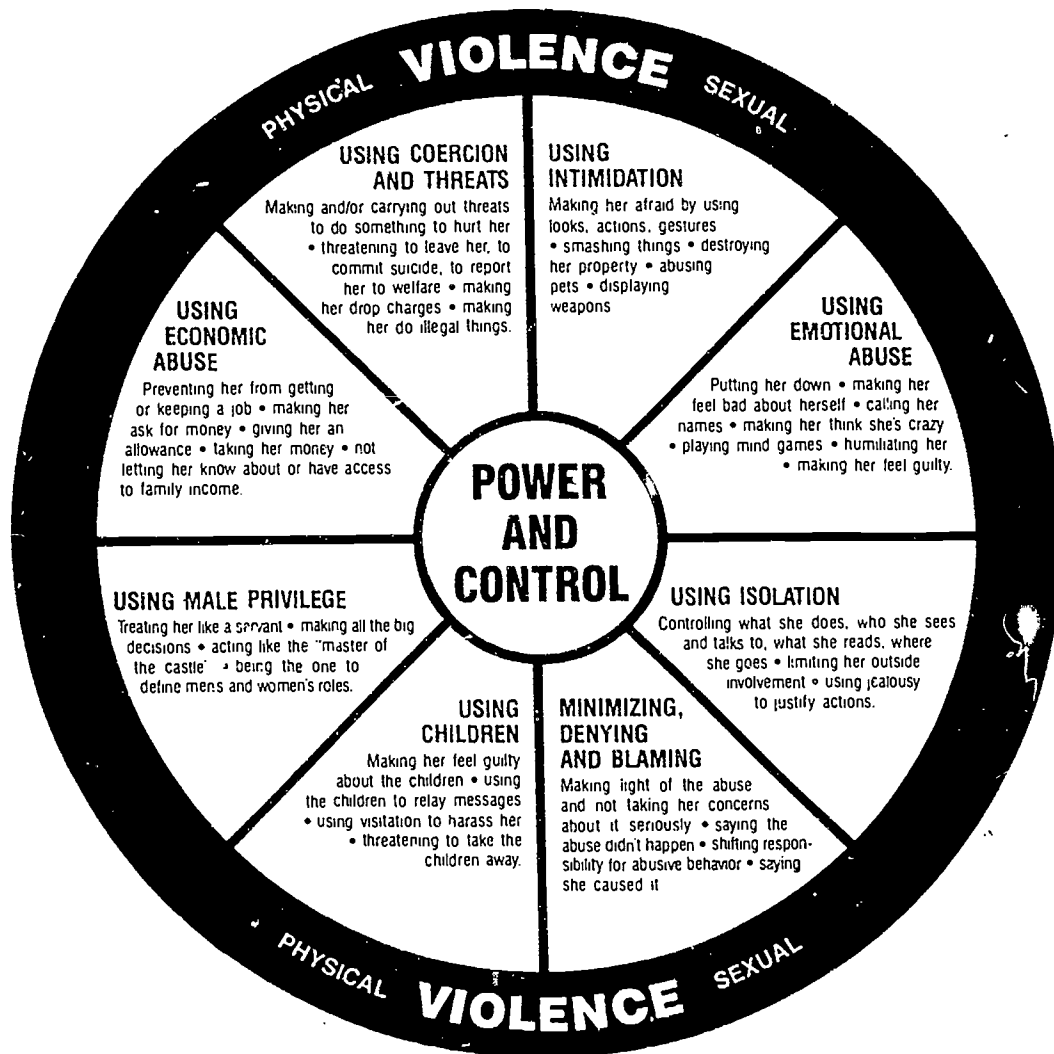 PHYSICAL VIOLENCE SEXUAL
USING COERCION
AND THREATS
Making and/or carrying out threats
to do something to hurt her
• threatening to leave her, to
commit suicide, to report
her to welfare • making
her drop charges • making
her do illegal things.
USING
INTIMIDATION
Making her afraid by using
looks, actions, gestures
• smashing things • destroying
her property • abusing
pets • displaying
weapons
USING
EMOTIONAL
ABUSE
Putting her down • making her
feel bad about herself • calling her
names • making her think she's crazy
• playing mind games • humiliating her
• making her feel guilty.
USING ISOLATION
Controlling what she does, who she sees
and talks to, what she reads, where
she goes • limiting her outside
involvement • using jealousy
to justify actions.
MINIMIZING,
DENYING
AND BLAMING
Making light of the abuse
and not taking her concerns
about it seriously • saying the
abuse didn't happen • shifting respon-
sibility for abusive behavior • saying
she caused it
USING
CHILDREN
Making her feel guilty
about the children • using
the children to relay messages
• using visitation to harass her
• threatening to take the
children away.
USING MALE PRIVILEGE
Treating her like a servant • making all the big
decisions • acting like the "master of
the castle" • being the one to
define mens and women's roles.
USING
ECONOMIC
ABUSE
Preventing her from getting
or keeping a job • making her
ask for money • giving her an
allowance • taking her money • not
letting her know about or have access
to family income.
POWER
AND
CONTROL
PHYSICAL VIOLENCE SEXUAL